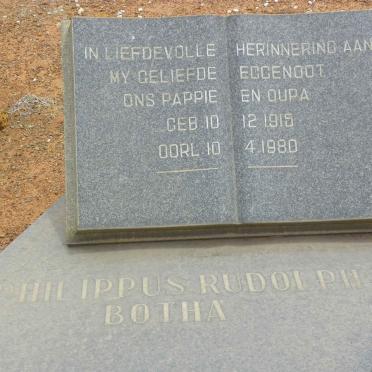 IN LIEFDEVOLLE HERINNERING AAN
MY GELIEFDE EGGENOOT
ONS PAPPIE EN OUPA
GEB 10 12 1915
OORL 10 4 1980
PHILIPPUS RUDOLPH
BOTHA